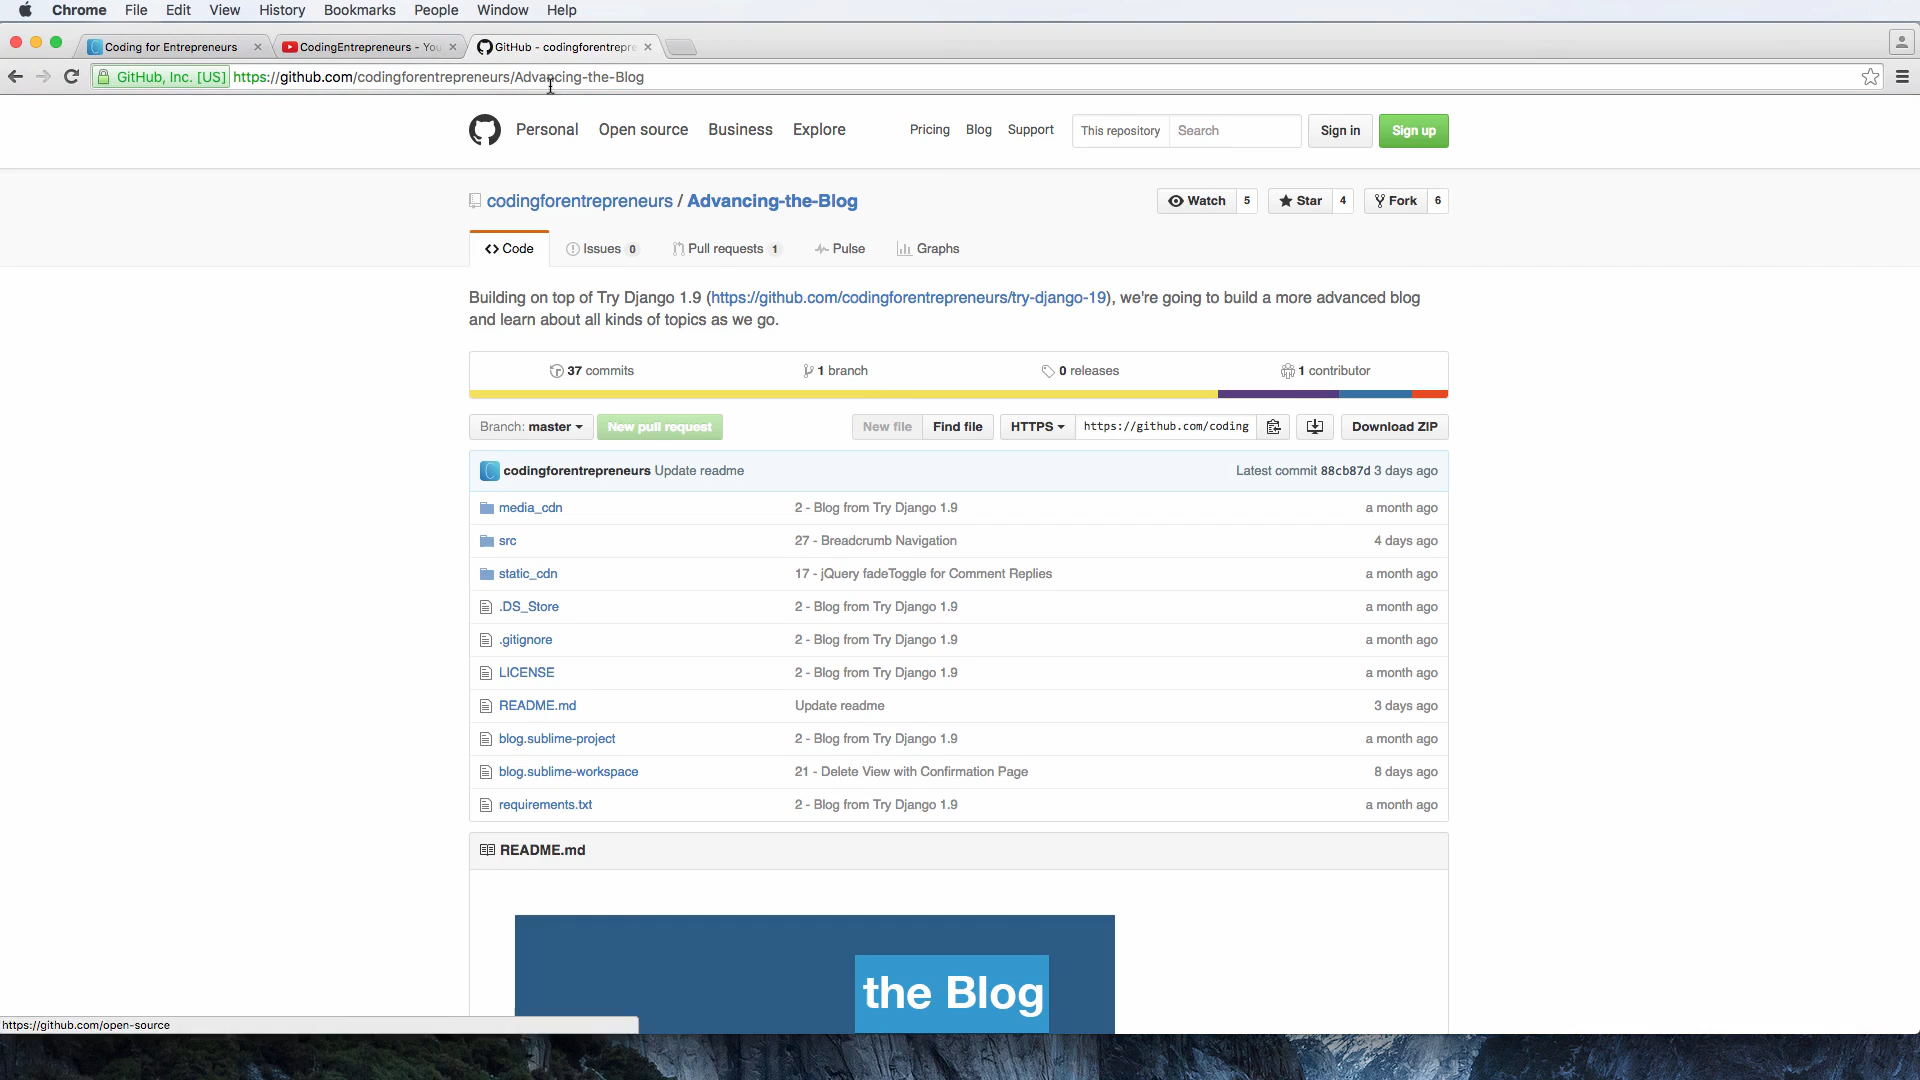 Chrome File Edit View History Bookmarks People Window Help
Coding for Entrepreneurs
CodingEntrepreneurs - You
GitHub - codingforentrepre
GitHub, Inc. [US] https://github.com/codingforentrepreneurs/Advancing-the-Blog
Personal Open source Business Explore Pricing Blog Support This repository Search Sign in Sign up
codingforentrepreneurs / Advancing-the-Blog Watch 5 Star 4 Fork 6
Code Issues 0 Pull requests 1 Pulse Graphs
Building on top of Try Django 1.9 (https://github.com/codingforentrepreneurs/try-django-19), we're going to build a more advanced blog
and learn about all kinds of topics as we go.
37 commits 1 branch 0 releases 1 contributor
Branch: master New pull request New file Find file HTTPS https://github.com/coding Download ZIP
codingforentrepreneurs Update readme Latest commit 88cb87d 3 days ago
media_cdn 2 - Blog from Try Django 1.9 a month ago
src 27 - Breadcrumb Navigation 4 days ago
static_cdn 17 - jQuery fadeToggle for Comment Replies a month ago
.DS_Store 2 - Blog from Try Django 1.9 a month ago
.gitignore 2 - Blog from Try Django 1.9 a month ago
LICENSE 2 - Blog from Try Django 1.9 a month ago
README.md Update readme 3 days ago
blog.sublime-project 2 - Blog from Try Django 1.9 a month ago
blog.sublime-workspace 21 - Delete View with Confirmation Page 8 days ago
requirements.txt 2 - Blog from Try Django 1.9 a month ago
README.md
the Blog
https://github.com/open-source